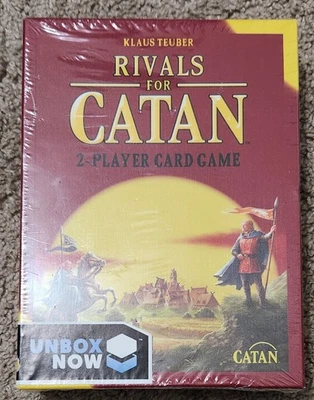 KLAUS TEUBER
RIVALS
FOR
CATAN
2-PLAYER CARD GAME
UNBOX
NOW
CATAN